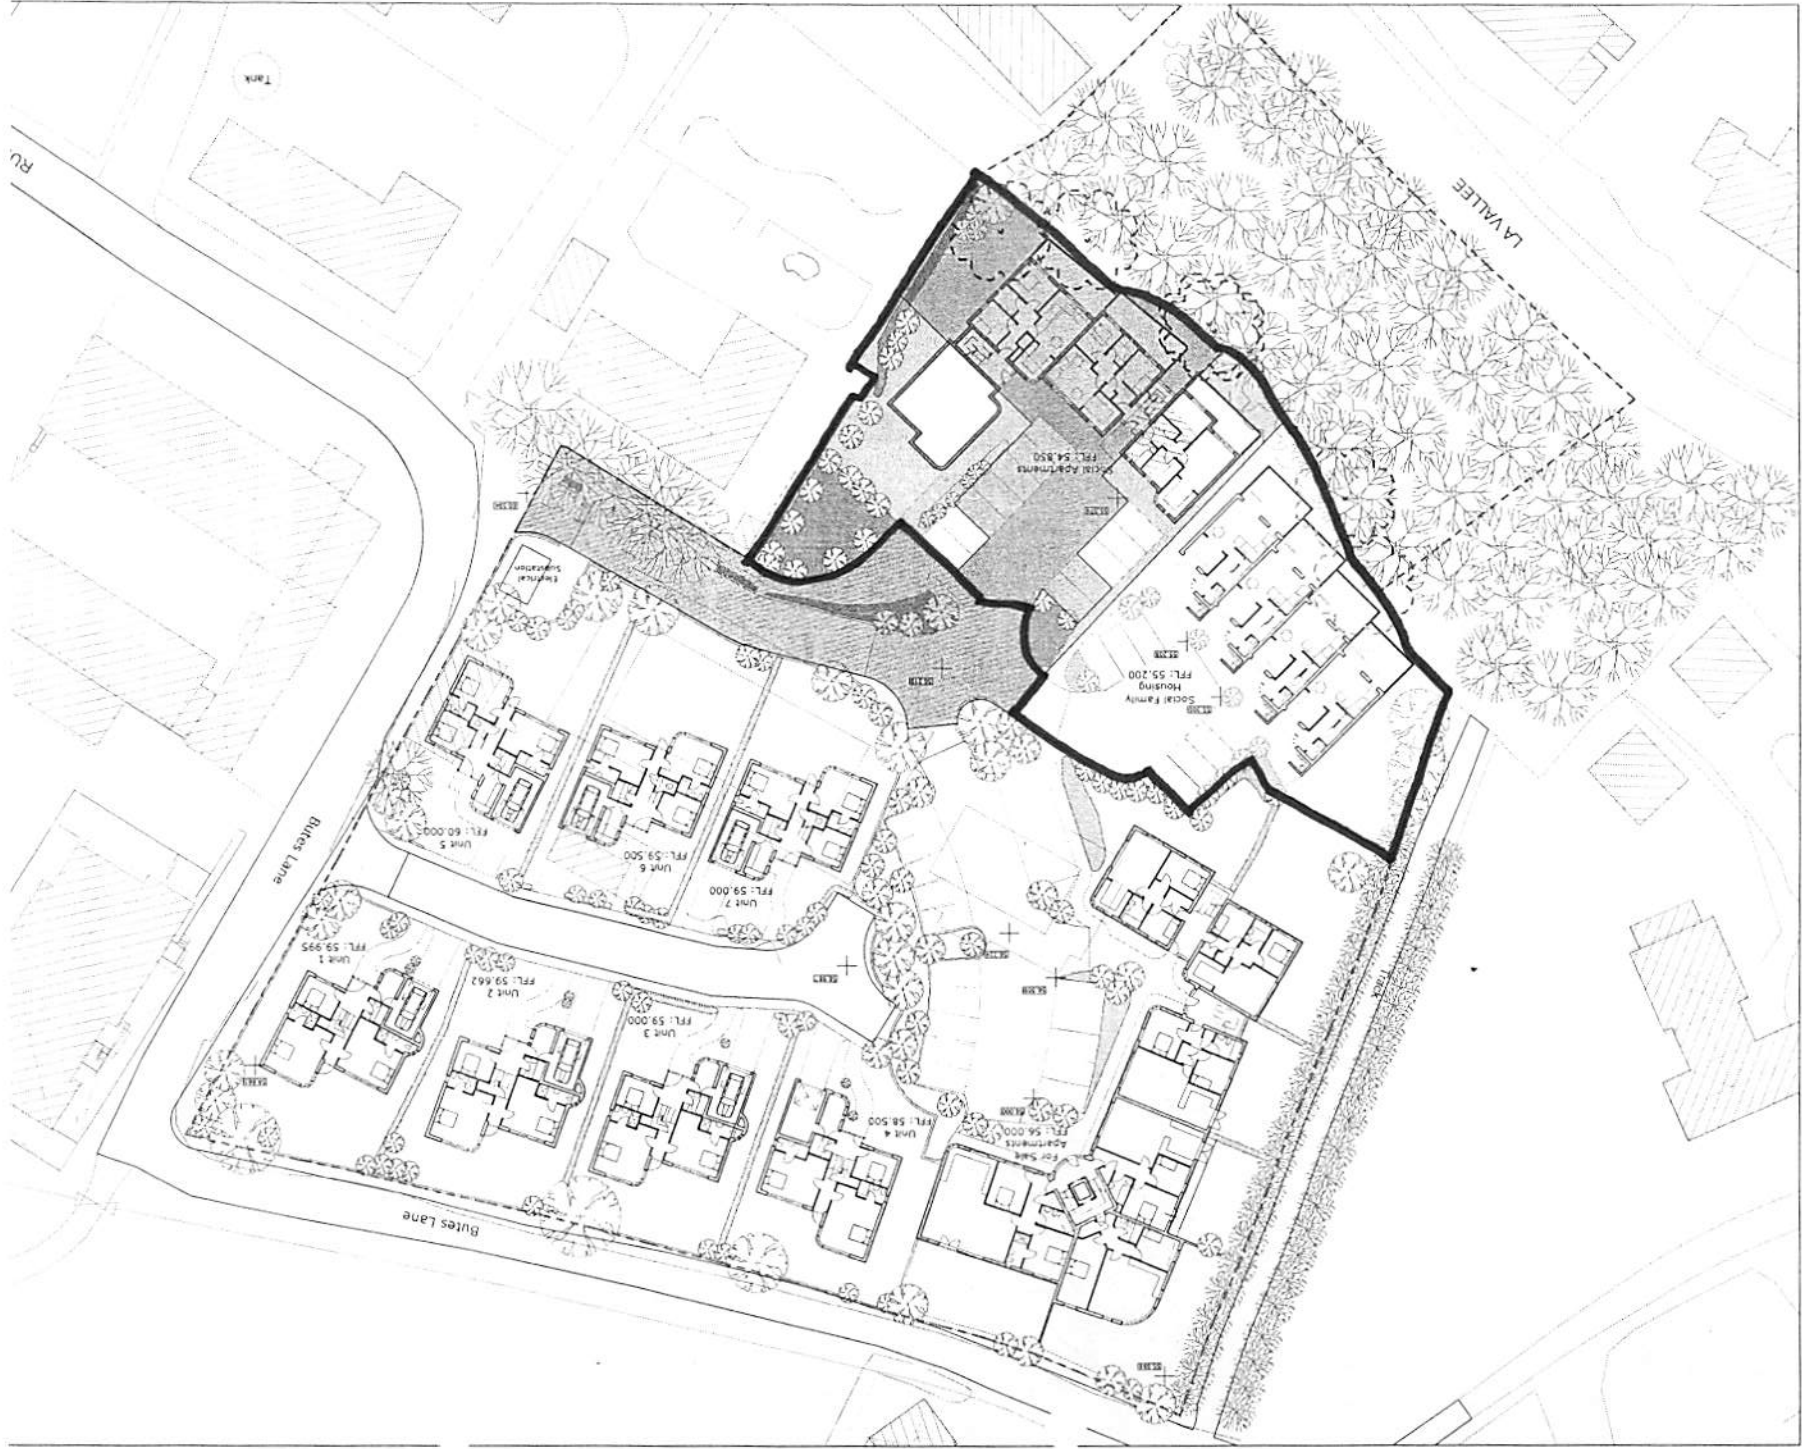 Tank
RU
LA VALLEE
Social Apartments
FFL: 54.850
Electrical
Substation
Social Family
Housing
FFL: 55.200
Unit 5
FFL: 60.000
Unit 6
FFL: 59.500
Unit 7
FFL: 59.000
Butes Lane
Unit 1
FFL: 59.995
Unit 2
FFL: 59.662
Unit 3
FFL: 59.000
Unit 4
FFL: 58.500
For Sale
Apartments
FFL: 56.000
Track
Butes Lane